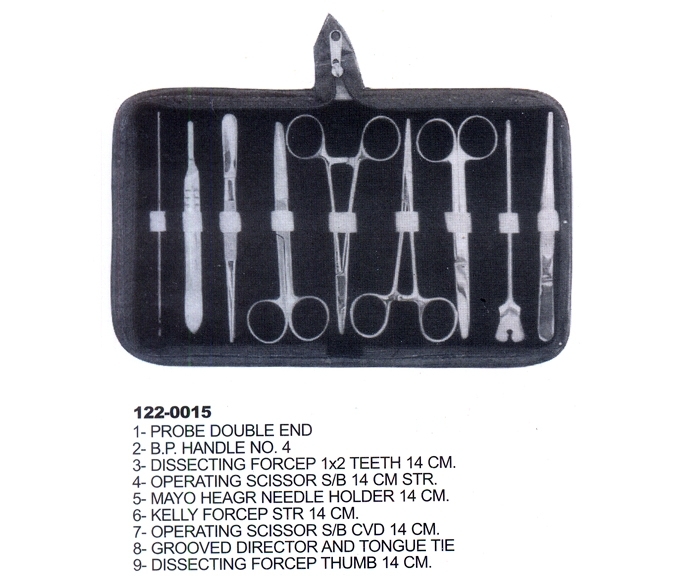 122-0015
1- PROBE DOUBLE END
2- B.P. HANDLE NO. 4
3- DISSECTING FORCEP 1x2 TEETH 14 CM.
4- OPERATING SCISSOR S/B 14 CM STR.
5- MAYO HEAGR NEEDLE HOLDER 14 CM.
6- KELLY FORCEP STR 14 CM.
7- OPERATING SCISSOR S/B CVD 14 CM.
8- GROOVED DIRECTOR AND TONGUE TIE
9- DISSECTING FORCEP THUMB 14 CM.